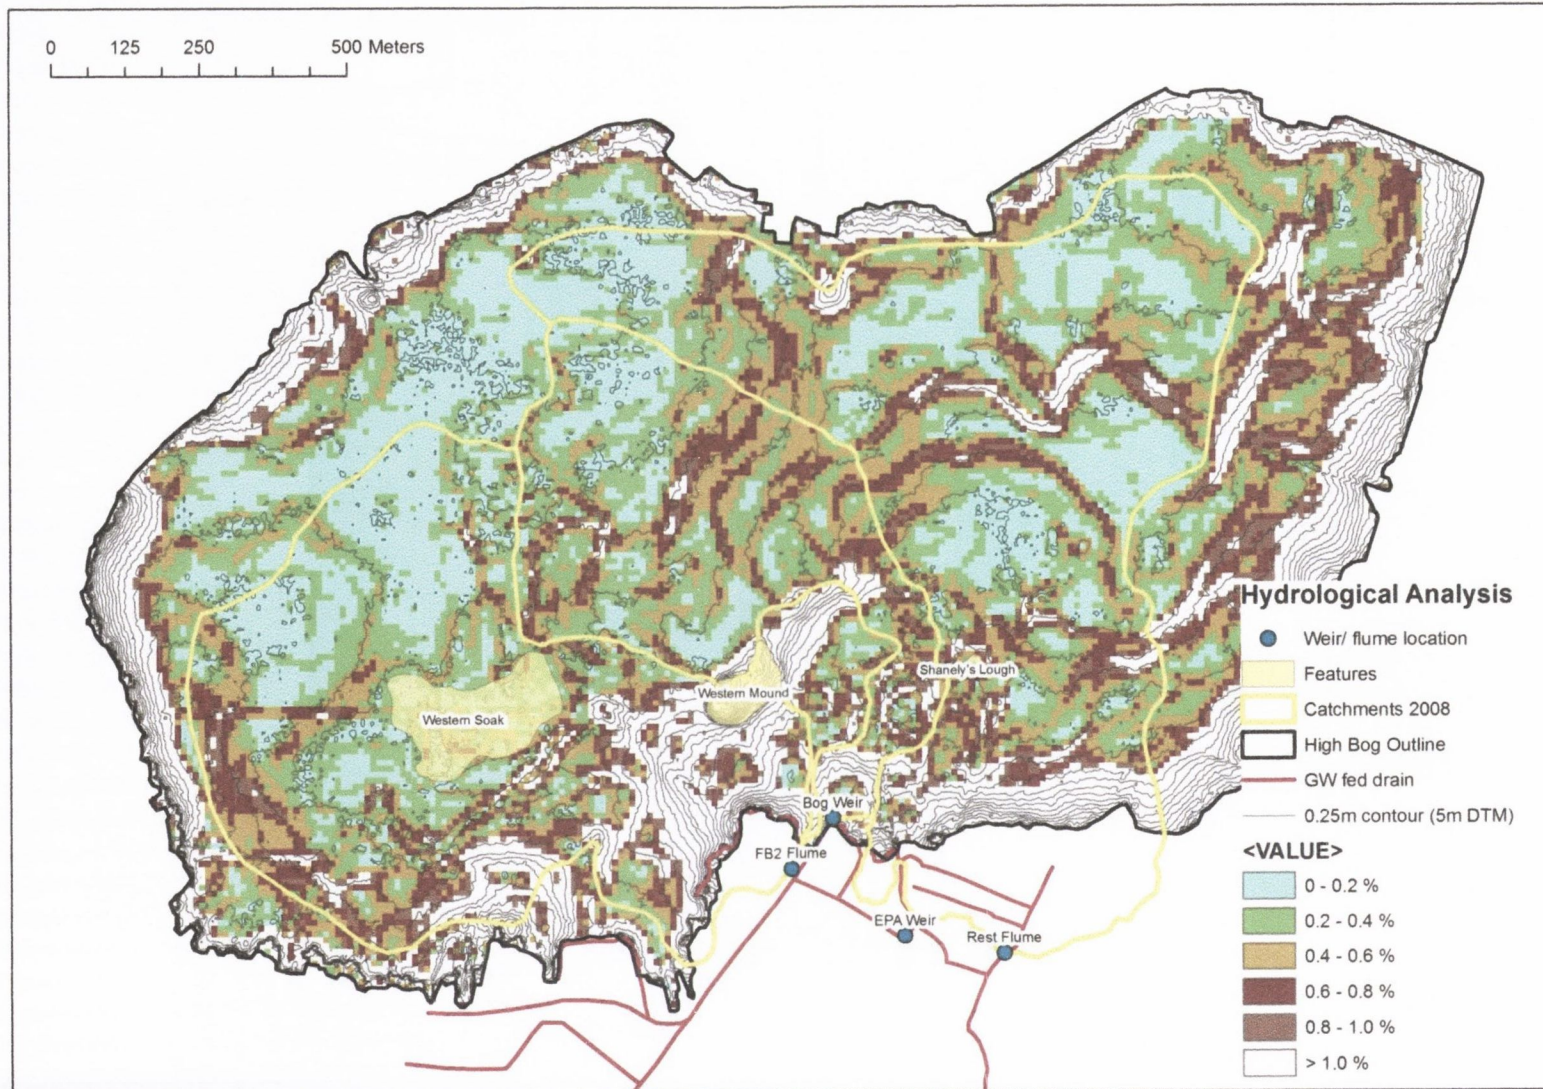 0 125 250 500 Meters
Western Soak
Western Mound
Shanely's Lough
Bog Weir
FB2 Flume
EPA Weir
Rest Flume
Hydrological Analysis
Weir/ flume location
Features
Catchments 2008
High Bog Outline
GW fed drain
0.25m contour (5m DTM)
<VALUE>
0 - 0.2 %
0.2 - 0.4 %
0.4 - 0.6 %
0.6 - 0.8 %
0.8 - 1.0 %
> 1.0 %